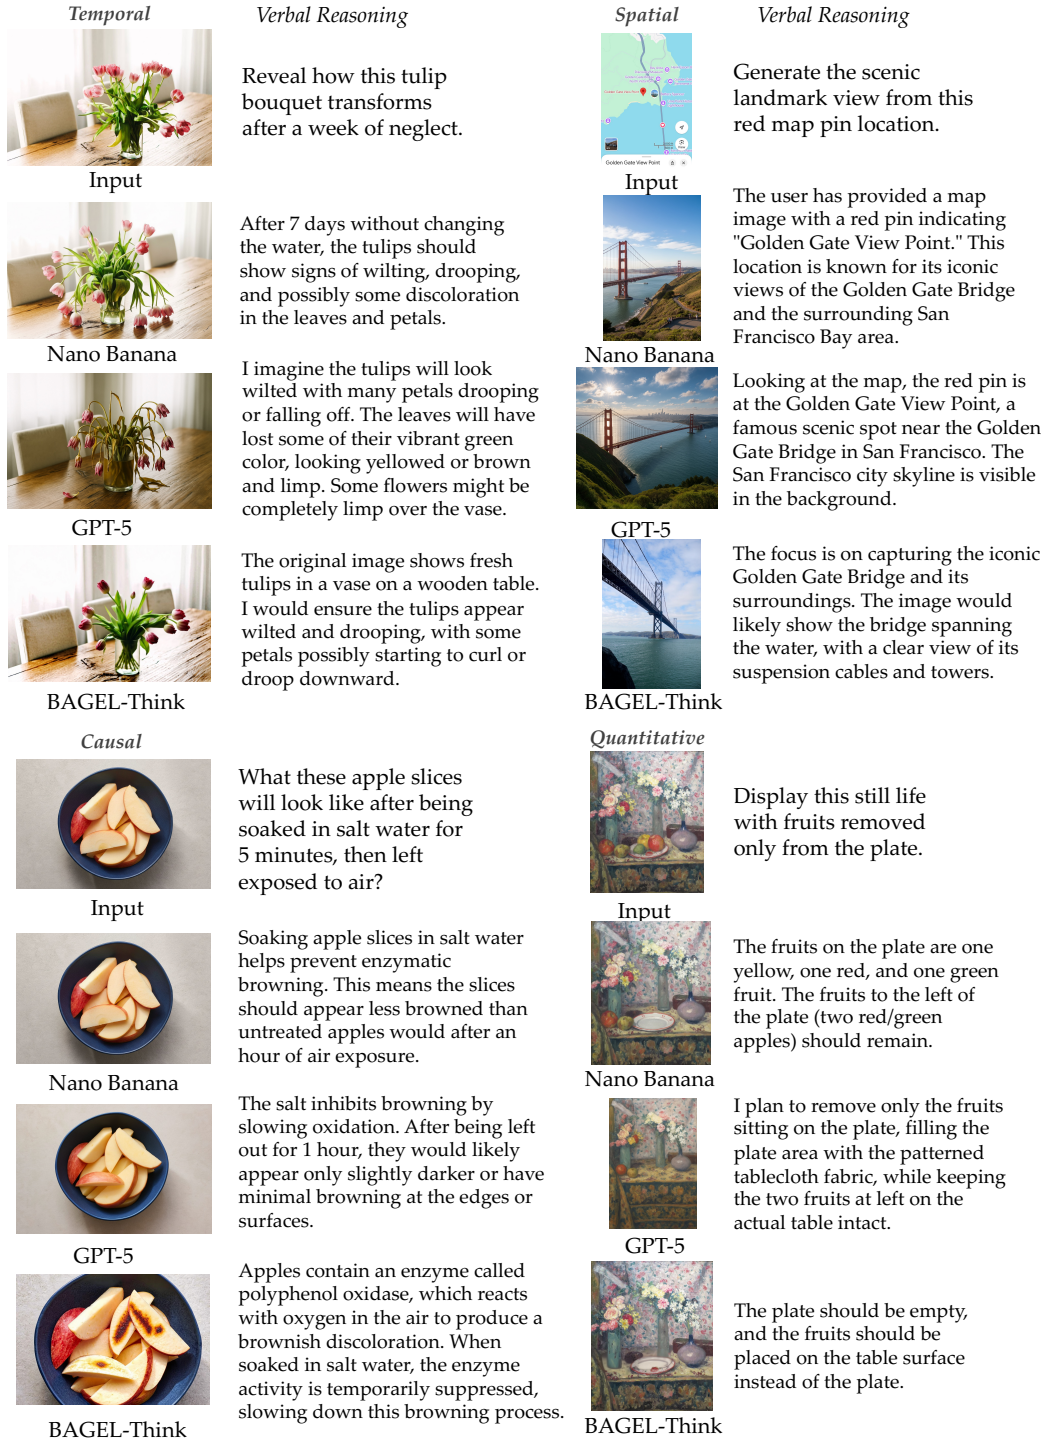 Temporal
Verbal Reasoning
Reveal how this tulip
bouquet transforms
after a week of neglect.
Input
After 7 days without changing
the water, the tulips should
show signs of wilting, drooping,
and possibly some discoloration
in the leaves and petals.
Nano Banana
I imagine the tulips will look
wilted with many petals drooping
or falling off. The leaves will have
lost some of their vibrant green
color, looking yellowed or brown
and limp. Some flowers might be
completely limp over the vase.
GPT-5
The original image shows fresh
tulips in a vase on a wooden table.
I would ensure the tulips appear
wilted and drooping, with some
petals possibly starting to curl or
droop downward.
BAGEL-Think
Spatial
Verbal Reasoning
Generate the scenic
landmark view from this
red map pin location.
Golden Gate View Point
Input
The user has provided a map
image with a red pin indicating
"Golden Gate View Point." This
location is known for its iconic
views of the Golden Gate Bridge
and the surrounding San
Francisco Bay area.
Nano Banana
Looking at the map, the red pin is
at the Golden Gate View Point, a
famous scenic spot near the Golden
Gate Bridge in San Francisco. The
San Francisco city skyline is visible
in the background.
GPT-5
The focus is on capturing the iconic
Golden Gate Bridge and its
surroundings. The image would
likely show the bridge spanning
the water, with a clear view of its
suspension cables and towers.
BAGEL-Think
Causal
What these apple slices
will look like after being
soaked in salt water for
5 minutes, then left
exposed to air?
Input
Soaking apple slices in salt water
helps prevent enzymatic
browning. This means the slices
should appear less browned than
untreated apples would after an
hour of air exposure.
Nano Banana
The salt inhibits browning by
slowing oxidation. After being left
out for 1 hour, they would likely
appear only slightly darker or have
minimal browning at the edges or
surfaces.
GPT-5
Apples contain an enzyme called
polyphenol oxidase, which reacts
with oxygen in the air to produce a
brownish discoloration. When
soaked in salt water, the enzyme
activity is temporarily suppressed,
slowing down this browning process.
BAGEL-Think
Quantitative
Display this still life
with fruits removed
only from the plate.
Input
The fruits on the plate are one
yellow, one red, and one green
fruit. The fruits to the left of
the plate (two red/green
apples) should remain.
Nano Banana
I plan to remove only the fruits
sitting on the plate, filling the
plate area with the patterned
tablecloth fabric, while keeping
the two fruits at left on the
actual table intact.
GPT-5
The plate should be empty,
and the fruits should be
placed on the table surface
instead of the plate.
BAGEL-Think